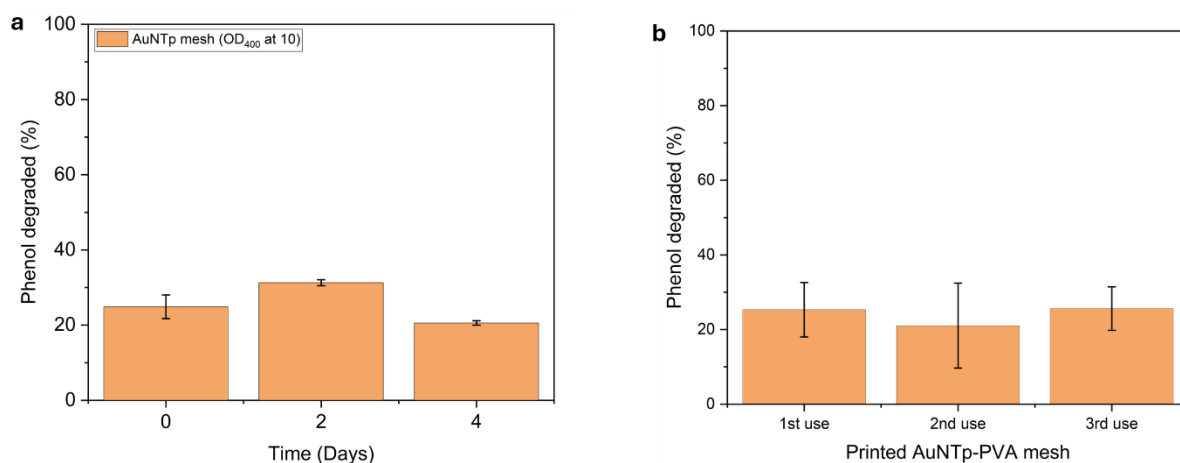 a
AuNTp mesh (OD400 at 10)
Phenol degraded (%)
100
80
60
40
20
0
0 2 4
Time (Days)
b
Phenol degraded (%)
100
80
60
40
20
0
1st use 2nd use 3rd use
Printed AuNTp-PVA mesh